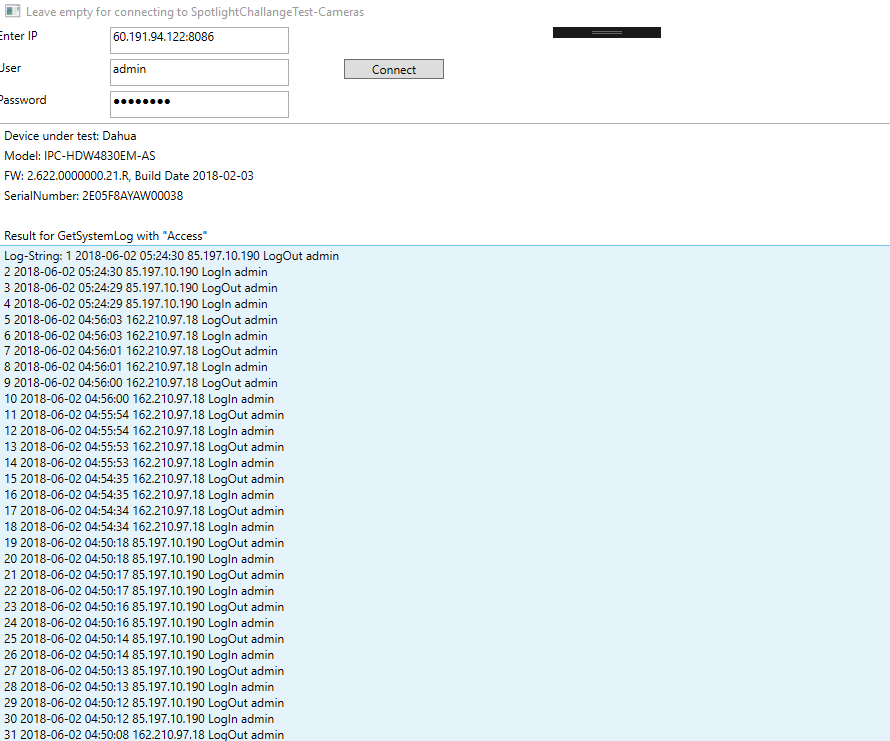 Leave empty for connecting to SpotlightChallangeTest-Cameras
Enter IP
60.191.94.122:8086
User
admin
Connect
Password
●●●●●●●●
Device under test: Dahua
Model: IPC-HDW4830EM-AS
FW: 2.622.0000000.21.R, Build Date 2018-02-03
SerialNumber: 2E05F8AYAW00038
Result for GetSystemLog with "Access"
Log-String: 1 2018-06-02 05:24:30 85.197.10.190 LogOut admin
2 2018-06-02 05:24:30 85.197.10.190 LogIn admin
3 2018-06-02 05:24:29 85.197.10.190 LogOut admin
4 2018-06-02 05:24:29 85.197.10.190 LogIn admin
5 2018-06-02 04:56:03 162.210.97.18 LogOut admin
6 2018-06-02 04:56:03 162.210.97.18 LogIn admin
7 2018-06-02 04:56:01 162.210.97.18 LogOut admin
8 2018-06-02 04:56:01 162.210.97.18 LogIn admin
9 2018-06-02 04:56:00 162.210.97.18 LogOut admin
10 2018-06-02 04:56:00 162.210.97.18 LogIn admin
11 2018-06-02 04:55:54 162.210.97.18 LogOut admin
12 2018-06-02 04:55:54 162.210.97.18 LogIn admin
13 2018-06-02 04:55:53 162.210.97.18 LogOut admin
14 2018-06-02 04:55:53 162.210.97.18 LogIn admin
15 2018-06-02 04:54:35 162.210.97.18 LogOut admin
16 2018-06-02 04:54:35 162.210.97.18 LogIn admin
17 2018-06-02 04:54:34 162.210.97.18 LogOut admin
18 2018-06-02 04:54:34 162.210.97.18 LogIn admin
19 2018-06-02 04:50:18 85.197.10.190 LogOut admin
20 2018-06-02 04:50:18 85.197.10.190 LogIn admin
21 2018-06-02 04:50:17 85.197.10.190 LogOut admin
22 2018-06-02 04:50:17 85.197.10.190 LogIn admin
23 2018-06-02 04:50:16 85.197.10.190 LogOut admin
24 2018-06-02 04:50:16 85.197.10.190 LogIn admin
25 2018-06-02 04:50:14 85.197.10.190 LogOut admin
26 2018-06-02 04:50:14 85.197.10.190 LogIn admin
27 2018-06-02 04:50:13 85.197.10.190 LogOut admin
28 2018-06-02 04:50:13 85.197.10.190 LogIn admin
29 2018-06-02 04:50:12 85.197.10.190 LogOut admin
30 2018-06-02 04:50:12 85.197.10.190 LogIn admin
31 2018-06-02 04:50:08 162.210.97.18 LogOut admin